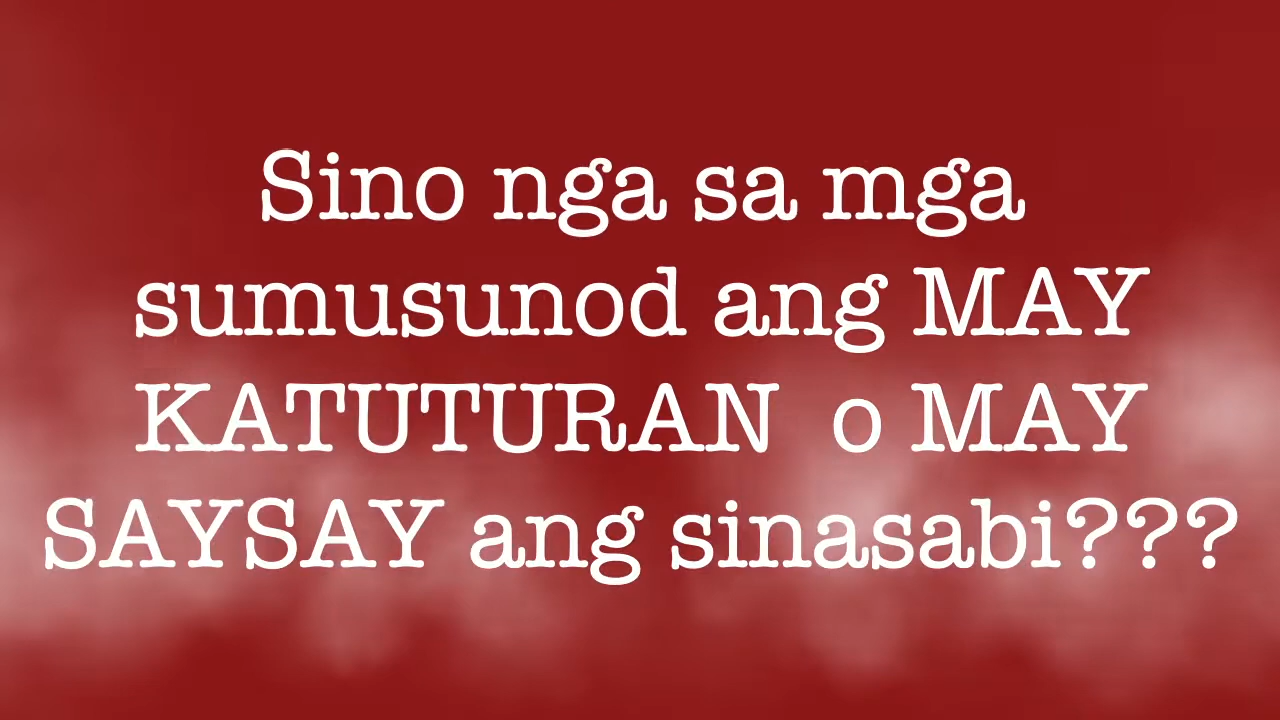 Sino nga sa mga
sumusunod ang MAY
KATUTURAN o MAY
SAYSAY ang sinasabi???